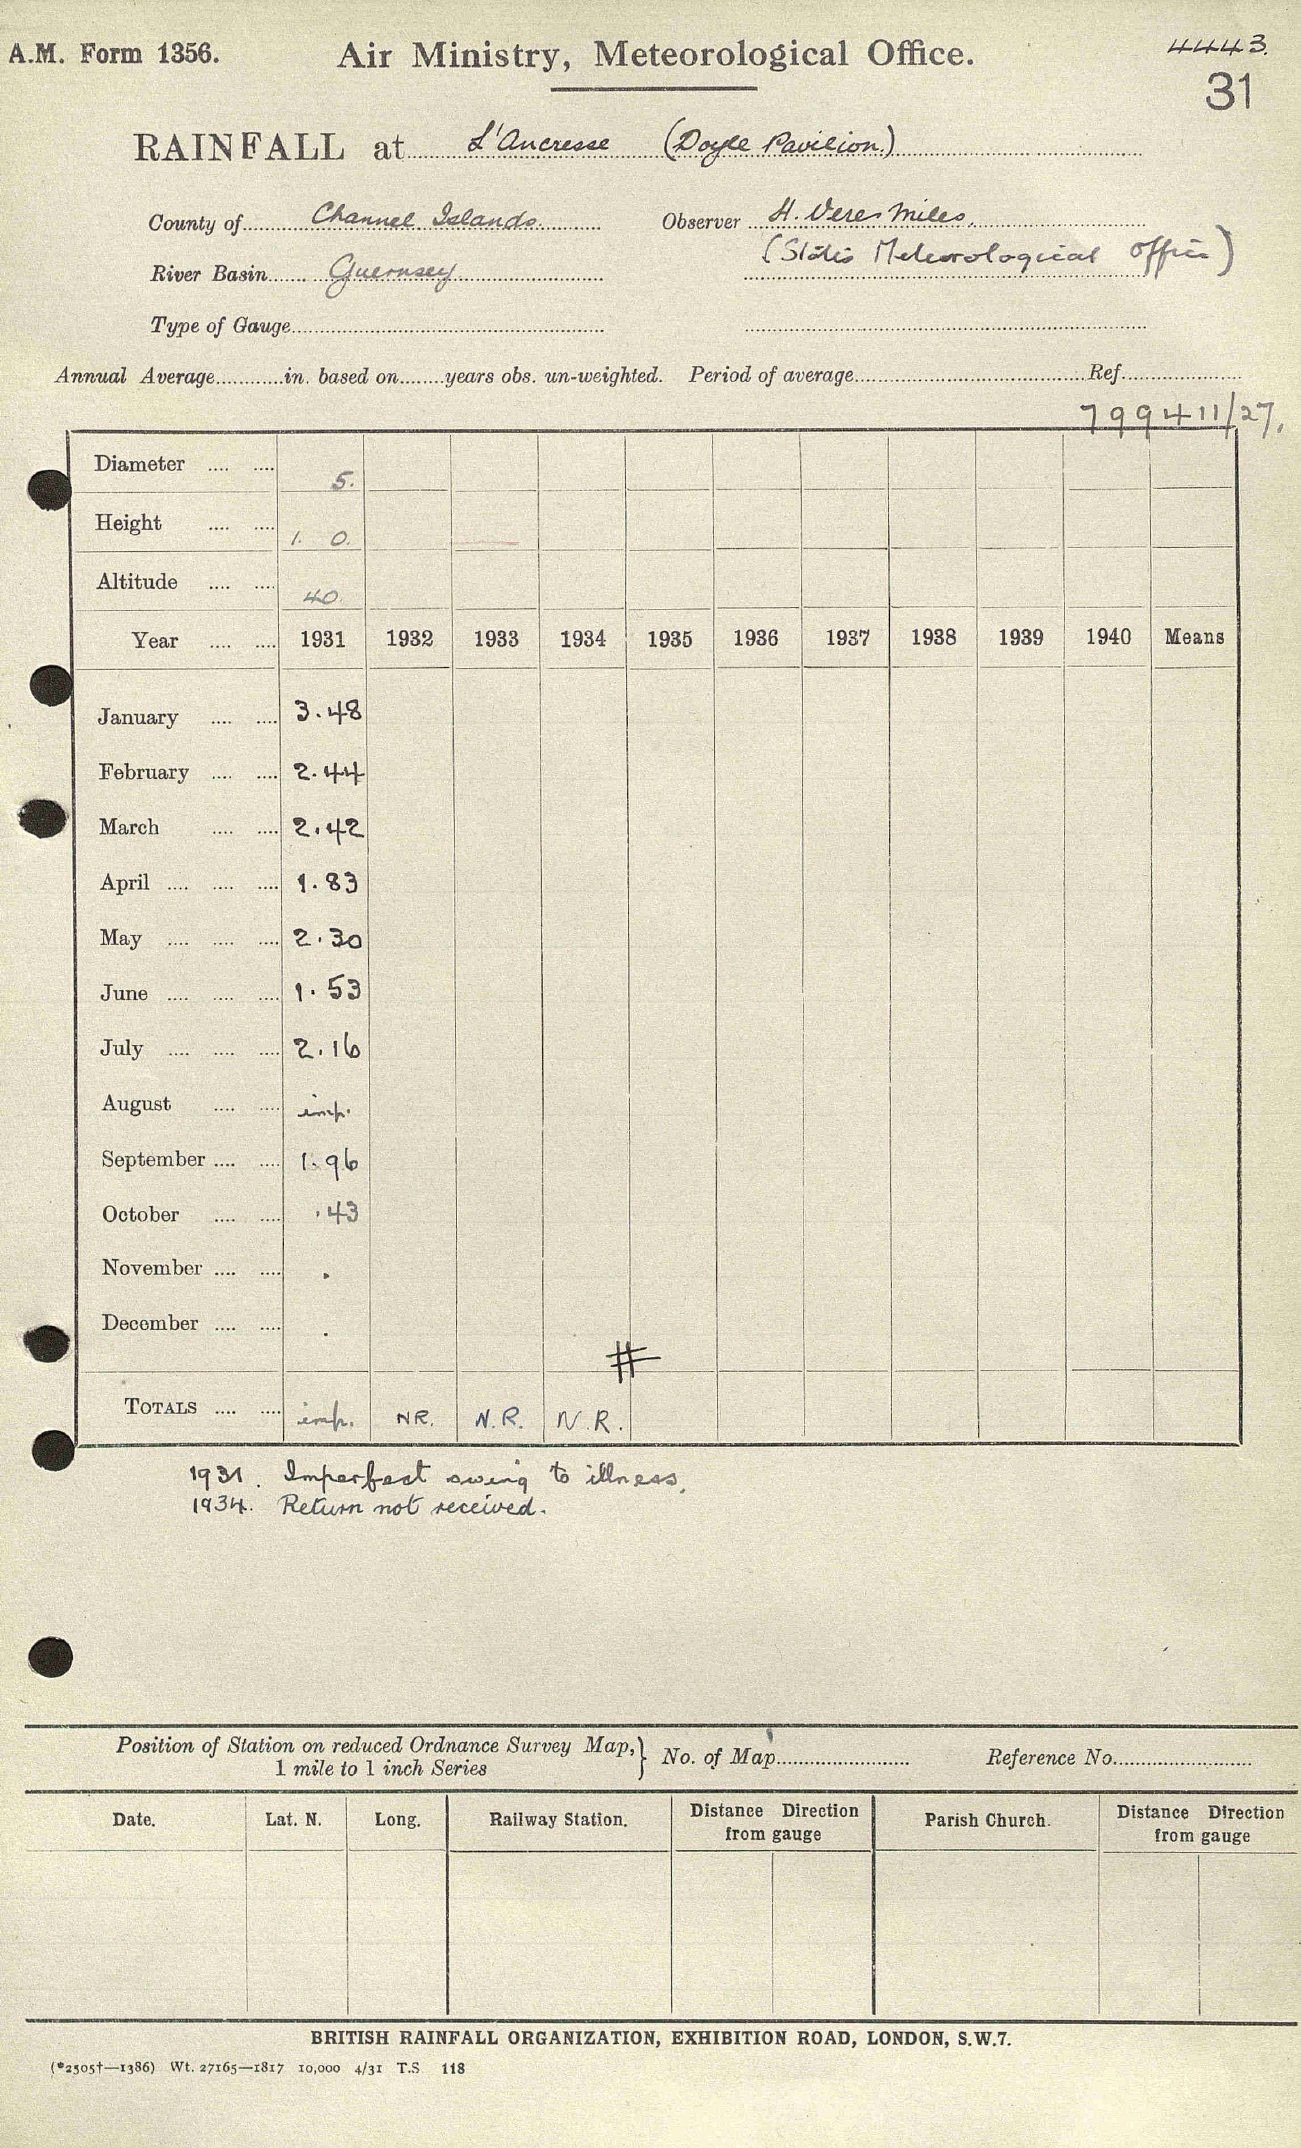 A.M. Form 1356.
Air Ministry, Meteorological Office.
4443.
31
RAINFALL at L'Ancresse (Doyle Pavilion.)
County of Channel Islands. Observer H. Veres Miles.
(States Meteorological Office)
River Basin Guernsey
Type of Gauge
Annual Average in. based on years obs. un-weighted. Period of average Ref.
799411/27.
Diameter .... .... 5.
Height .... .... 1. 0.
Altitude .... .... 40.
Year .... .... 1931 1932 1933 1934 1935 1936 1937 1938 1939 1940 Means
January .... .... 3.48
February .... .... 2.44
March .... .... 2.42
April .... .... .... 1.83
May .... .... .... 2.30
June .... .... .... 1.53
July .... .... .... 2.16
August .... .... imp.
September .... .... 1.96
October .... .... .43
November .... .... .
December .... .... .
#
TOTALS .... .... imp. NR. N.R. N.R.
1931. Imperfect owing to illness.
1934. Return not received.
Position of Station on reduced Ordnance Survey Map, } No. of Map Reference No.
1 mile to 1 inch Series
Date. Lat. N. Long. Railway Station. Distance Direction from gauge Parish Church. Distance Direction from gauge
BRITISH RAINFALL ORGANIZATION, EXHIBITION ROAD, LONDON, S.W.7.
(*2505†—1386) Wt. 27165—1817 10,000 4/31 T.S 118